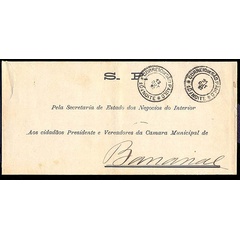 S. P.
Pela Secretaria de Estado dos Negocios do Interior
Aos cidadãos Presidente e Vereadores da Camara Municipal de
Bananal